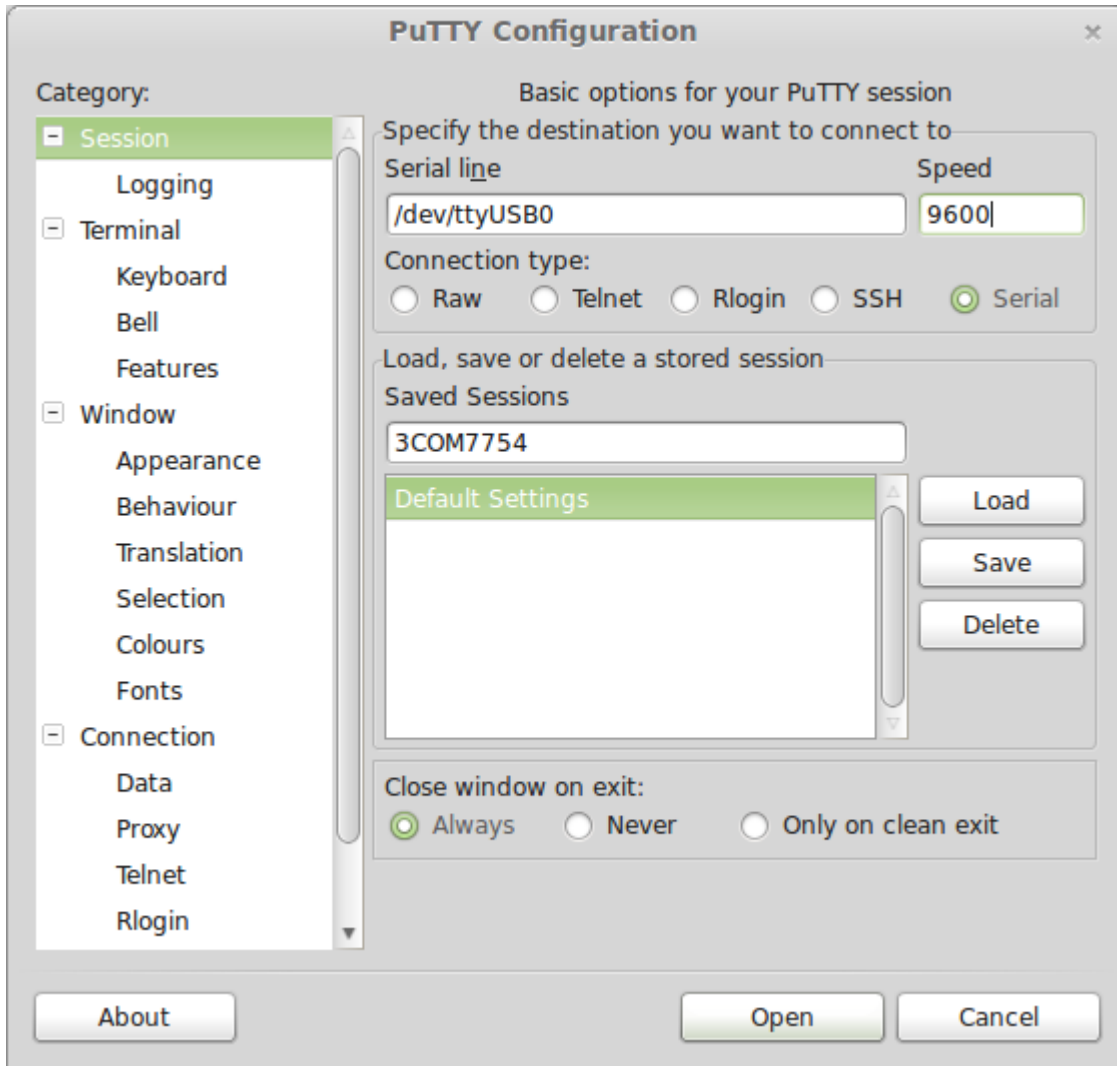 PuTTY Configuration
Category:
Session
Logging
Terminal
Keyboard
Bell
Features
Window
Appearance
Behaviour
Translation
Selection
Colours
Fonts
Connection
Data
Proxy
Telnet
Rlogin
Basic options for your PuTTY session
Specify the destination you want to connect to
Serial line Speed
/dev/ttyUSB0 9600
Connection type:
Raw Telnet Rlogin SSH Serial
Load, save or delete a stored session
Saved Sessions
3COM7754
Default Settings
Load
Save
Delete
Close window on exit:
Always Never Only on clean exit
About Open Cancel